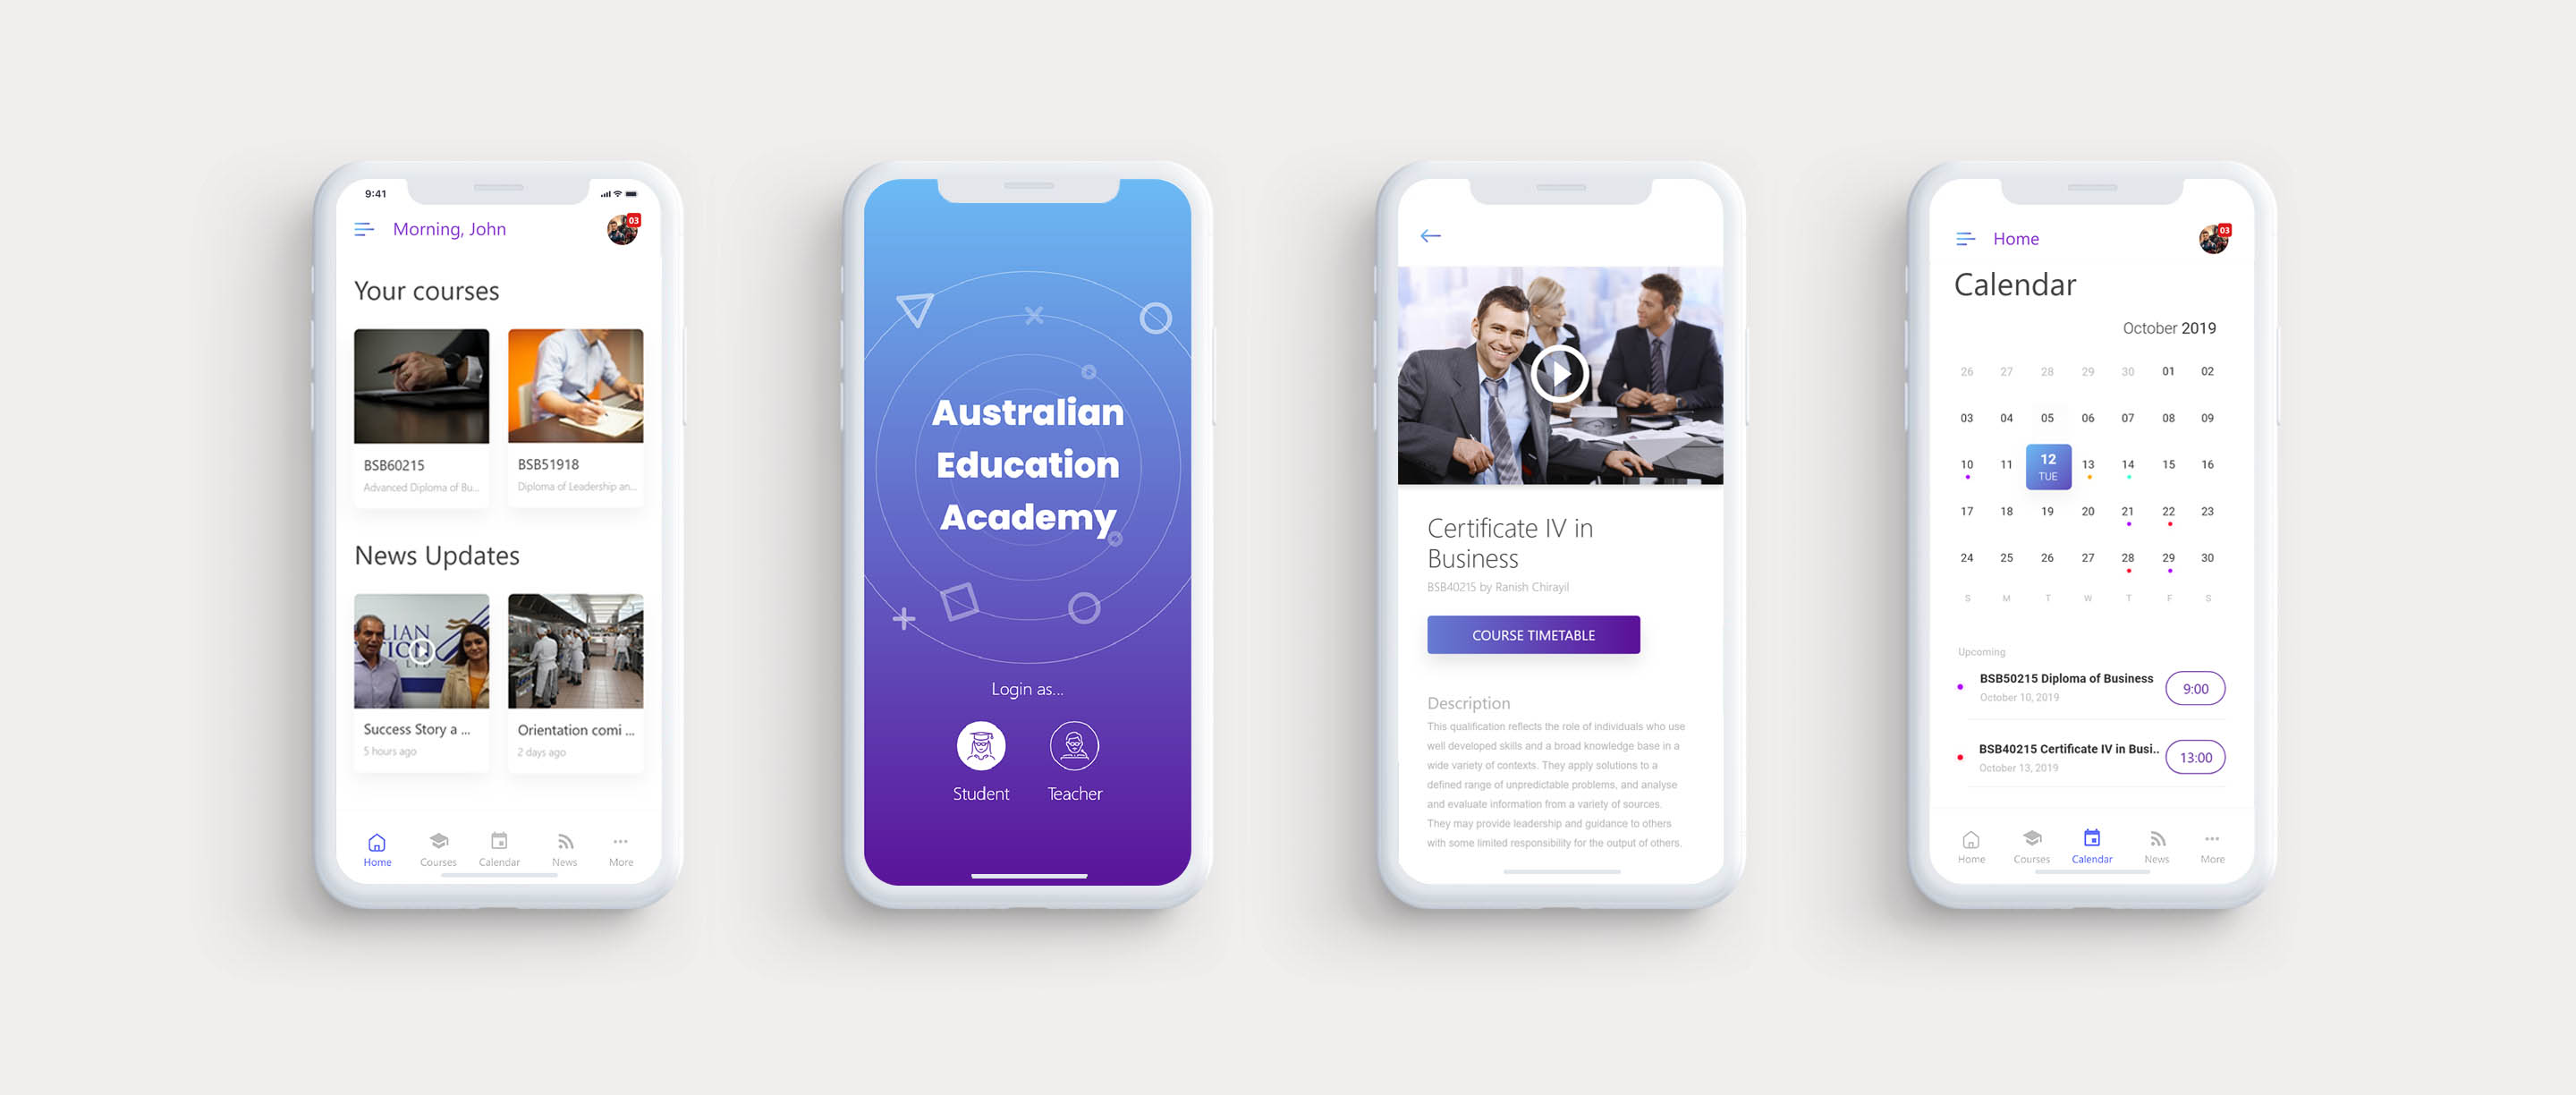 9:41
03
Morning, John
Your courses
BSB60215
Advanced Diploma of Bu...
BSB51918
Diploma of Leadership an...
News Updates
LIAN
TION
Success Story a ...
5 hours ago
Orientation comi ...
2 days ago
Home
Courses
Calendar
News
More
Australian
Education
Academy
Login as...
Student
Teacher
Certificate IV in
Business
BSB40215 by Ranish Chirayil
COURSE TIMETABLE
Description
This qualification reflects the role of individuals who use
well developed skills and a broad knowledge base in a
wide variety of contexts. They apply solutions to a
defined range of unpredictable problems, and analyse
and evaluate information from a variety of sources.
They may provide leadership and guidance to others
with some limited responsibility for the output of others.
Home
03
Calendar
October 2019
26 27 28 29 30 01 02
03 04 05 06 07 08 09
10 11 12 13 14 15 16
TUE
17 18 19 20 21 22 23
24 25 26 27 28 29 30
S M T W T F S
Upcoming
BSB50215 Diploma of Business
October 10, 2019
9:00
BSB40215 Certificate IV in Busi..
October 13, 2019
13:00
Home
Courses
Calendar
News
More